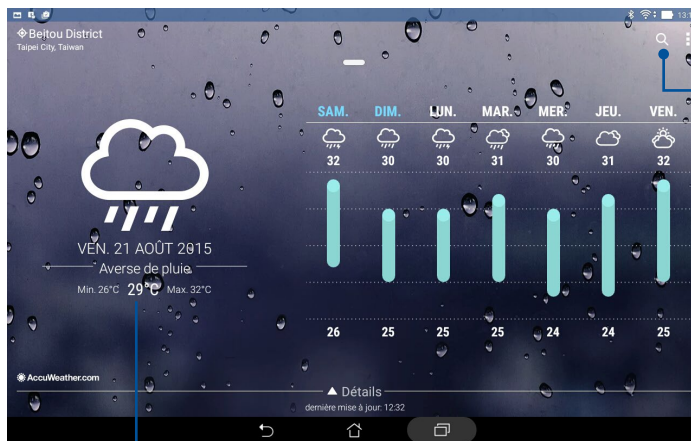 13:1
Beitou District
Taipei City, Taiwan
SAM. DIM. LUN. MAR. MER. JEU. VEN.
32 30 30 31 30 31 32
VEN. 21 AOÛT 2015
Averse de pluie
Min. 26°C 29°C Max. 32°C
26 25 25 25 24 24 25
AccuWeather.com
Détails
dernière mise à jour: 12:32